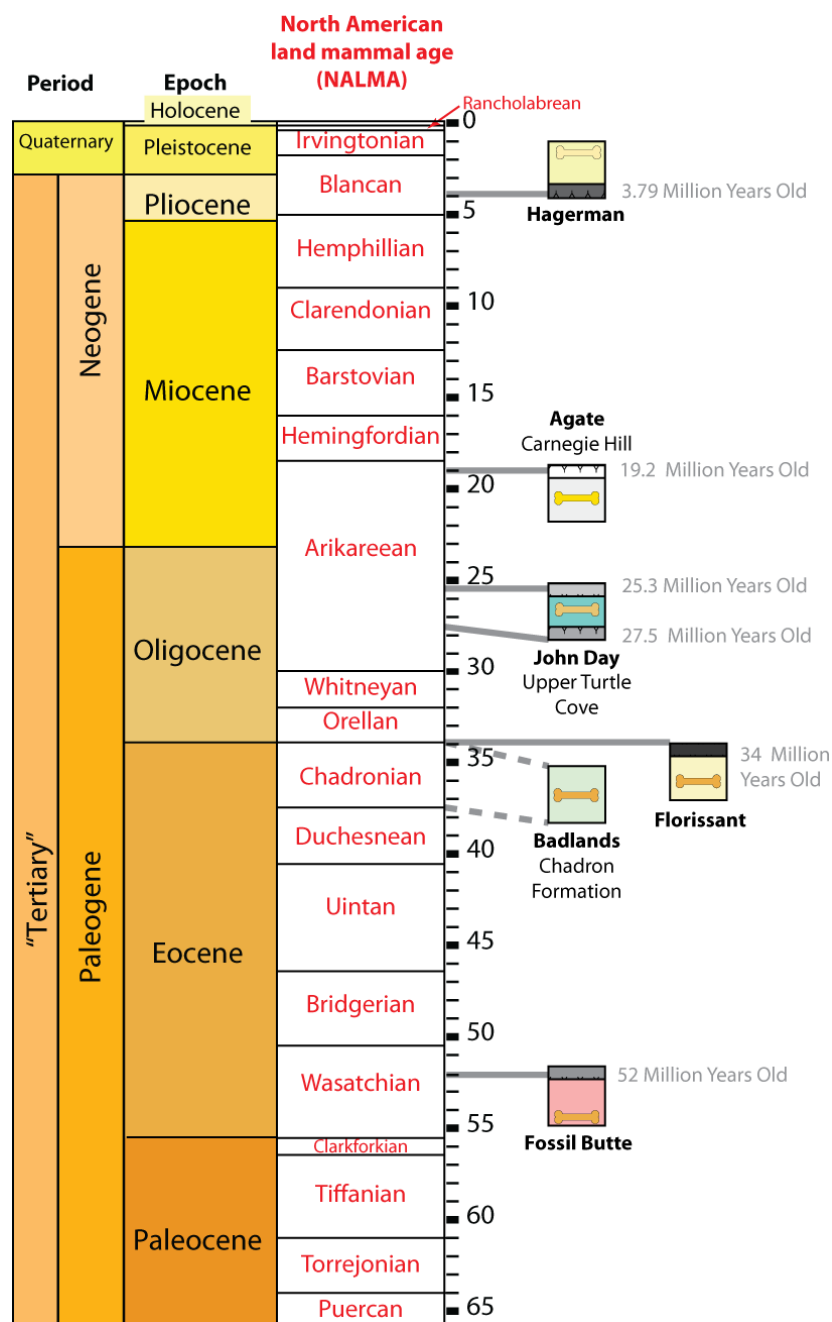 North American
land mammal age
(NALMA)
Period
Epoch
Holocene
Rancholabrean
0
Quaternary
Pleistocene
Irvingtonian
Pliocene
Blancan
3.79 Million Years Old
5
Hagerman
Hemphillian
10
Clarendonian
Neogene
Miocene
Barstovian
15
Hemingfordian
Agate
Carnegie Hill
19.2 Million Years Old
20
Arikareean
25
25.3 Million Years Old
27.5 Million Years Old
Oligocene
John Day
Upper Turtle
Cove
30
Whitneyan
Orellan
35
34 Million
Years Old
Chadronian
Florissant
Badlands
Chadron
Formation
Duchesnean
40
"Tertiary"
Paleogene
Eocene
Uintan
45
Bridgerian
50
Wasatchian
52 Million Years Old
55
Fossil Butte
Clarkforkian
Tiffanian
60
Paleocene
Torrejonian
Puercan
65